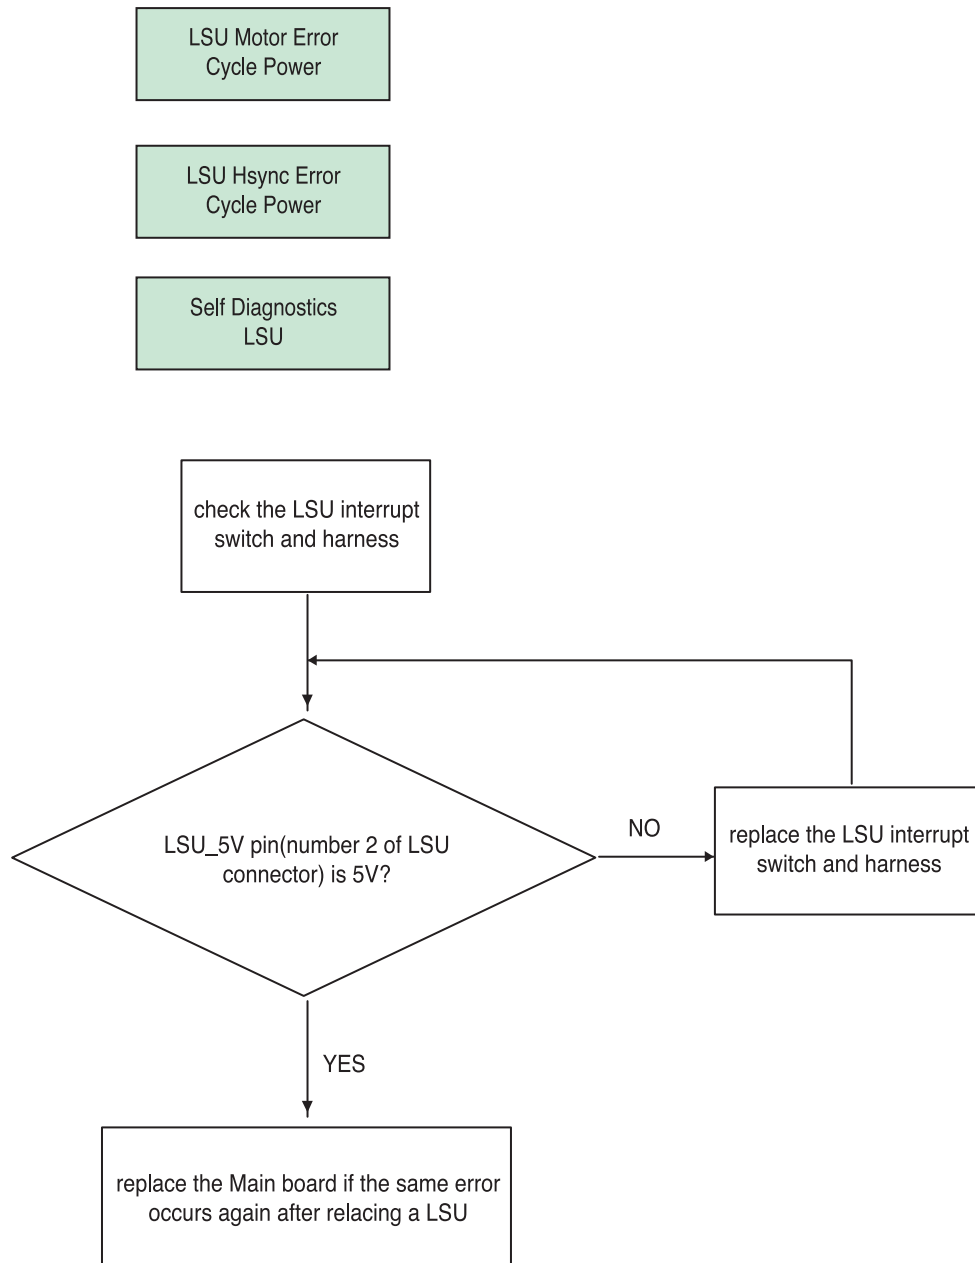 LSU Motor Error
Cycle Power
LSU Hsync Error
Cycle Power
Self Diagnostics
LSU
check the LSU interrupt
switch and harness
LSU_5V pin(number 2 of LSU
connector) is 5V?
NO
replace the LSU interrupt
switch and harness
YES
replace the Main board if the same error
occurs again after relacing a LSU